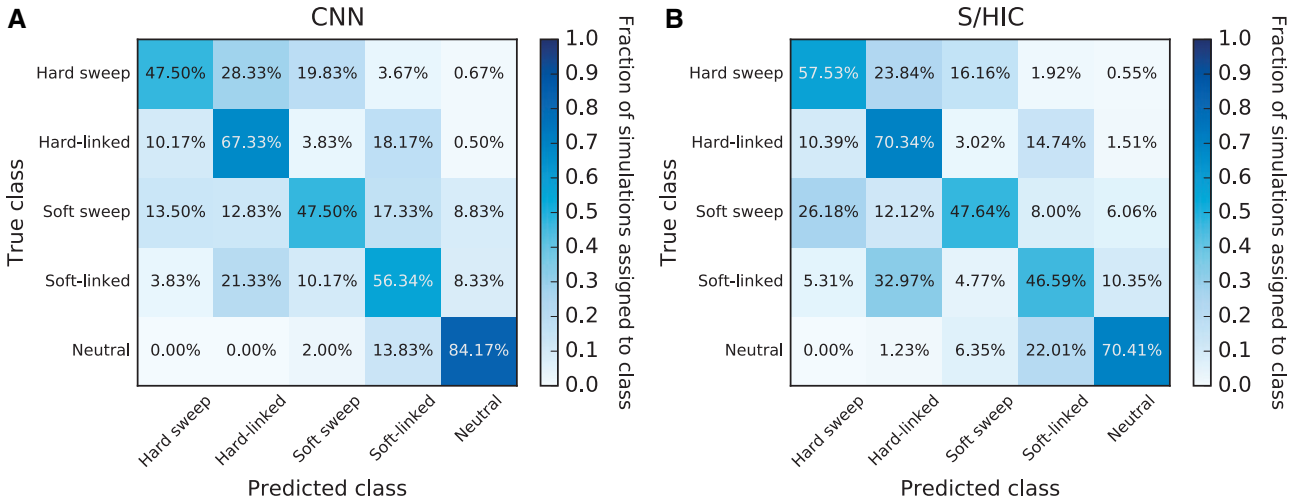 A
CNN
True class
Hard sweep
47.50% 28.33% 19.83% 3.67% 0.67%
Hard-linked
10.17% 67.33% 3.83% 18.17% 0.50%
Soft sweep
13.50% 12.83% 47.50% 17.33% 8.83%
Soft-linked
3.83% 21.33% 10.17% 56.34% 8.33%
Neutral
0.00% 0.00% 2.00% 13.83% 84.17%
Hard sweep
Hard-linked
Soft sweep
Soft-linked
Neutral
Predicted class
1.0
0.9
0.8
0.7
0.6
0.5
0.4
0.3
0.2
0.1
0.0
Fraction of simulations assigned to class
B
S/HIC
True class
Hard sweep
57.53% 23.84% 16.16% 1.92% 0.55%
Hard-linked
10.39% 70.34% 3.02% 14.74% 1.51%
Soft sweep
26.18% 12.12% 47.64% 8.00% 6.06%
Soft-linked
5.31% 32.97% 4.77% 46.59% 10.35%
Neutral
0.00% 1.23% 6.35% 22.01% 70.41%
Hard sweep
Hard-linked
Soft sweep
Soft-linked
Neutral
Predicted class
1.0
0.9
0.8
0.7
0.6
0.5
0.4
0.3
0.2
0.1
0.0
Fraction of simulations assigned to class